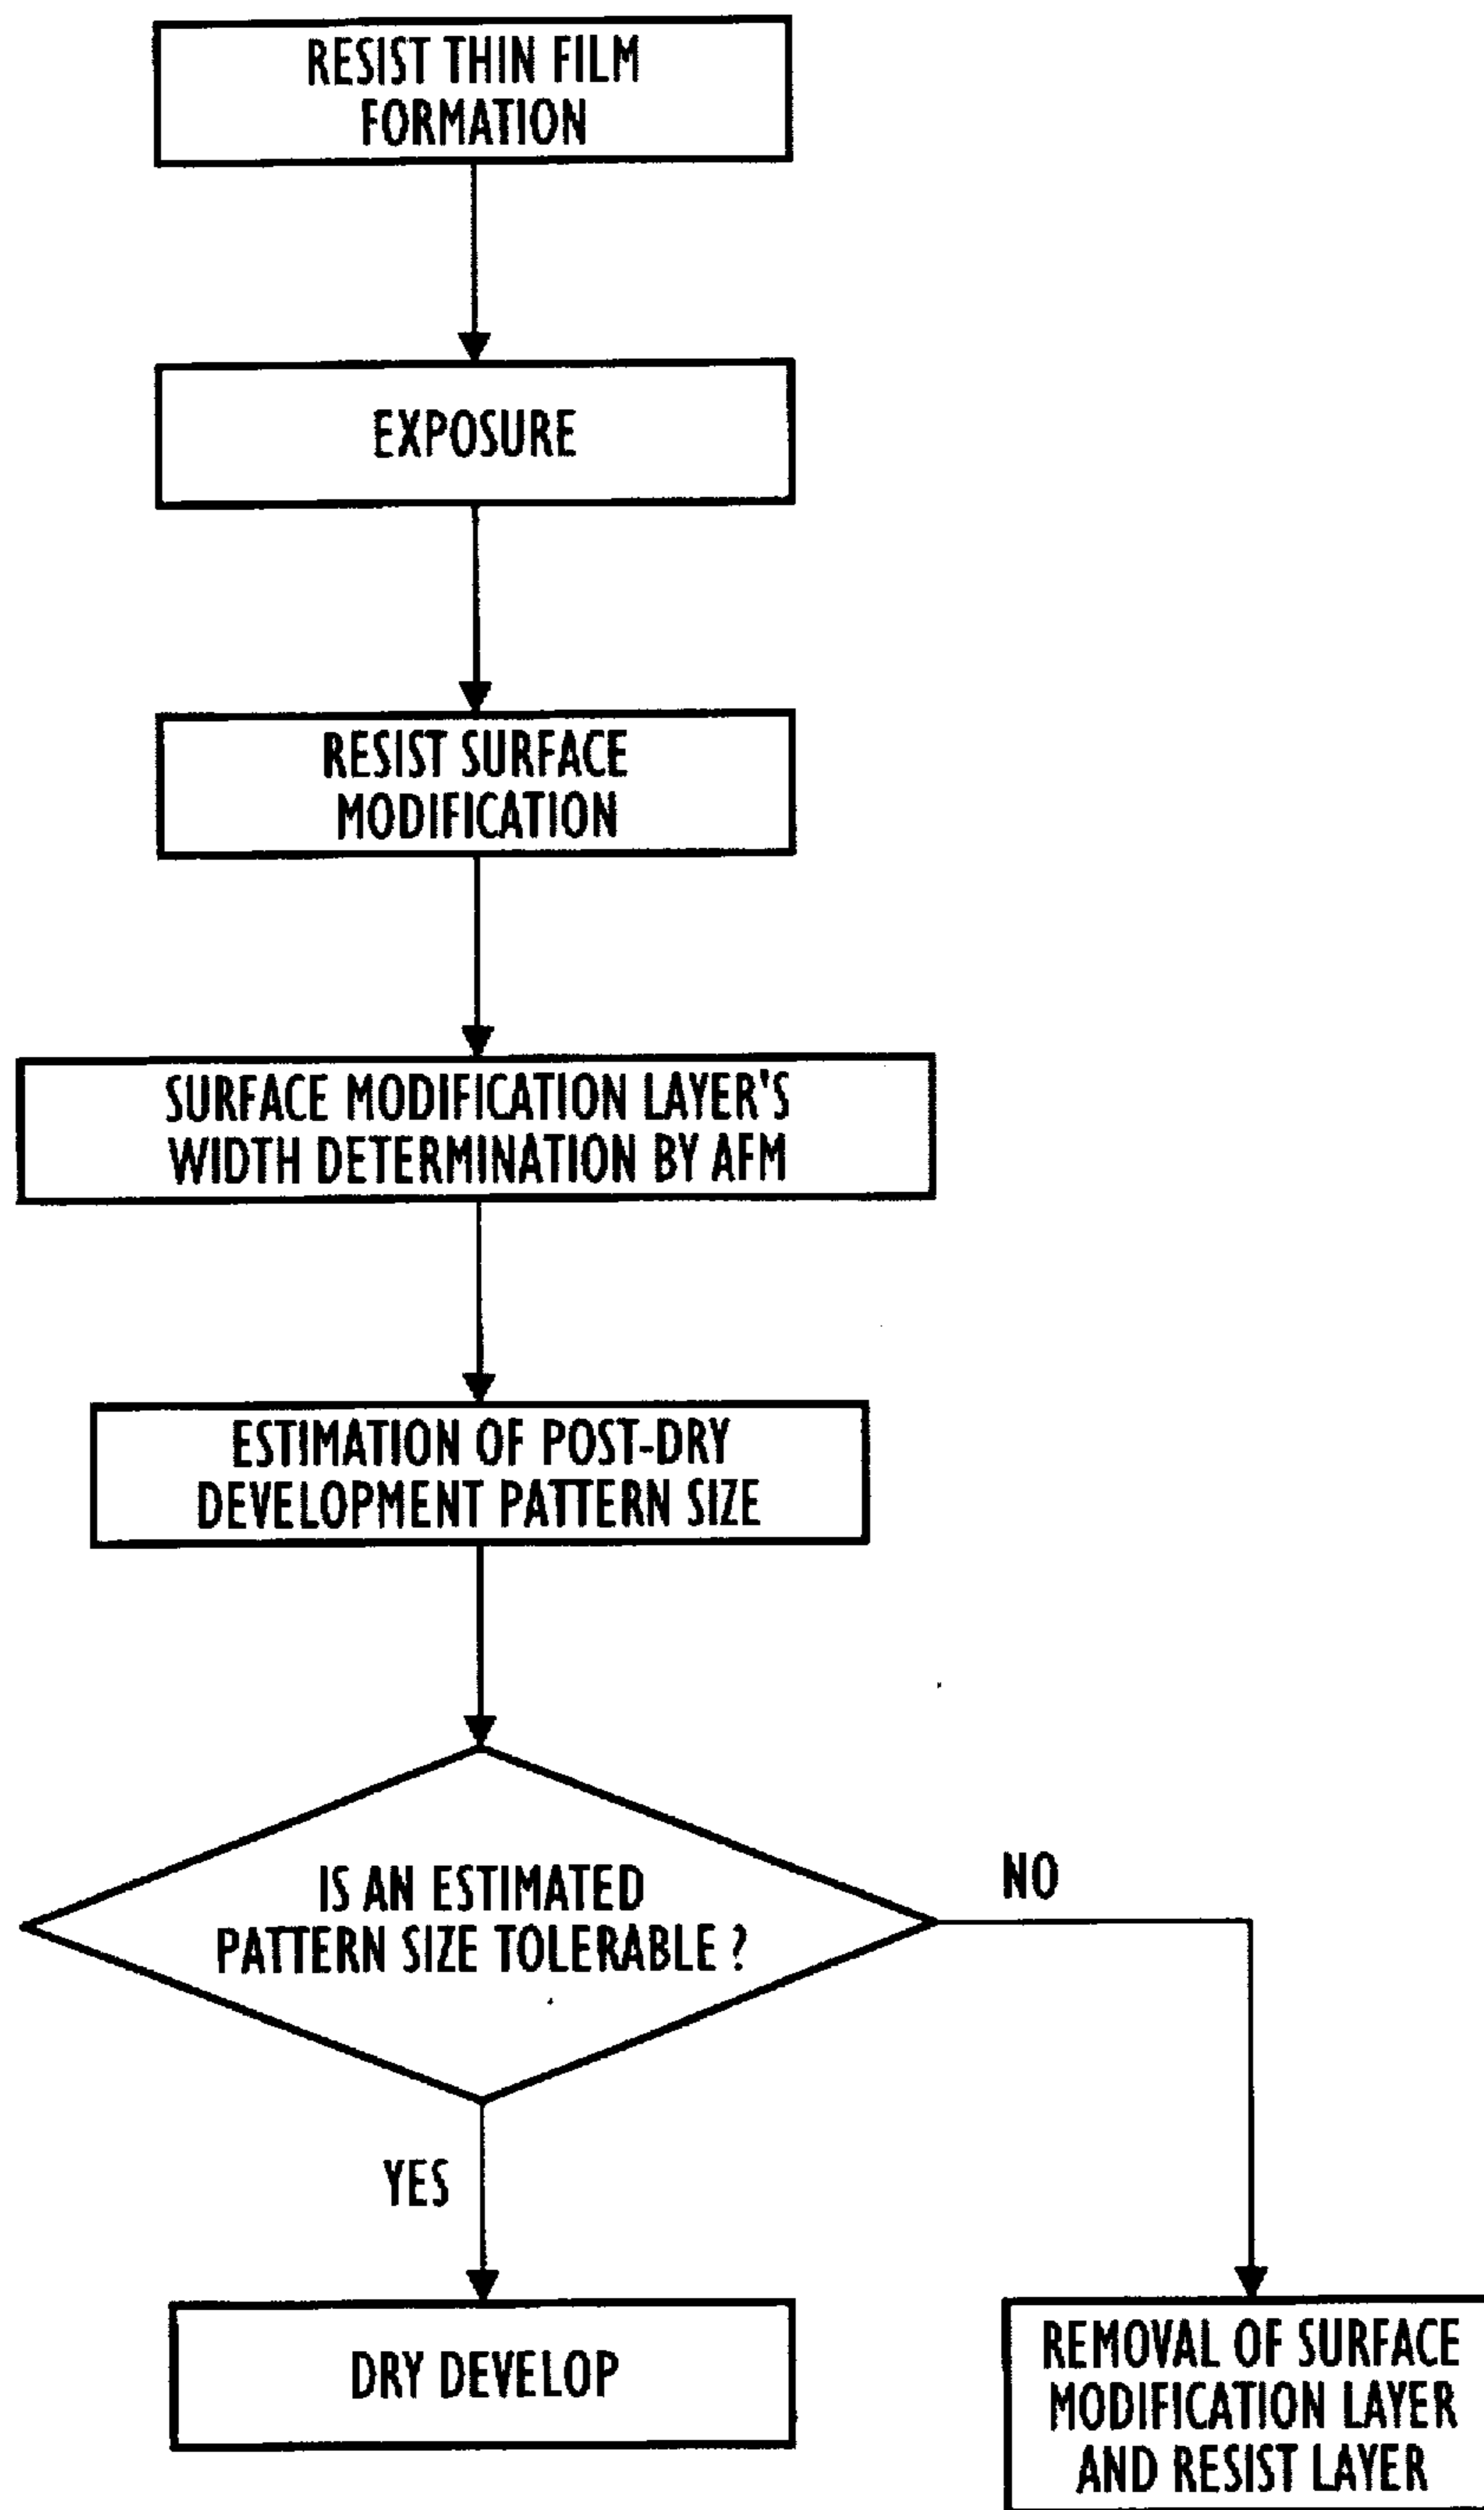 RESIST THIN FILM
FORMATION
EXPOSURE
RESIST SURFACE
MODIFICATION
SURFACE MODIFICATION LAYER'S
WIDTH DETERMINATION BY AFM
ESTIMATION OF POST-DRY
DEVELOPMENT PATTERN SIZE
IS AN ESTIMATED
PATTERN SIZE TOLERABLE ?
NO
YES
DRY DEVELOP
REMOVAL OF SURFACE
MODIFICATION LAYER
AND RESIST LAYER